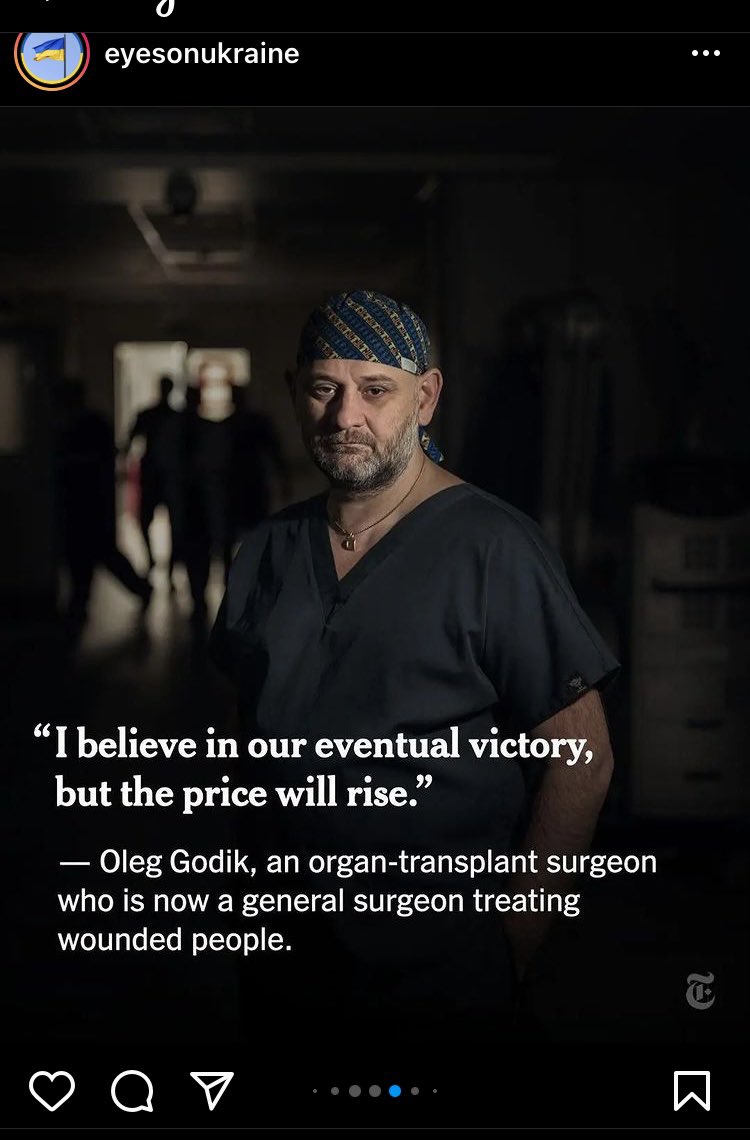 eyesonukraine
“I believe in our eventual victory,
but the price will rise.”
— Oleg Godik, an organ-transplant surgeon
who is now a general surgeon treating
wounded people.
T